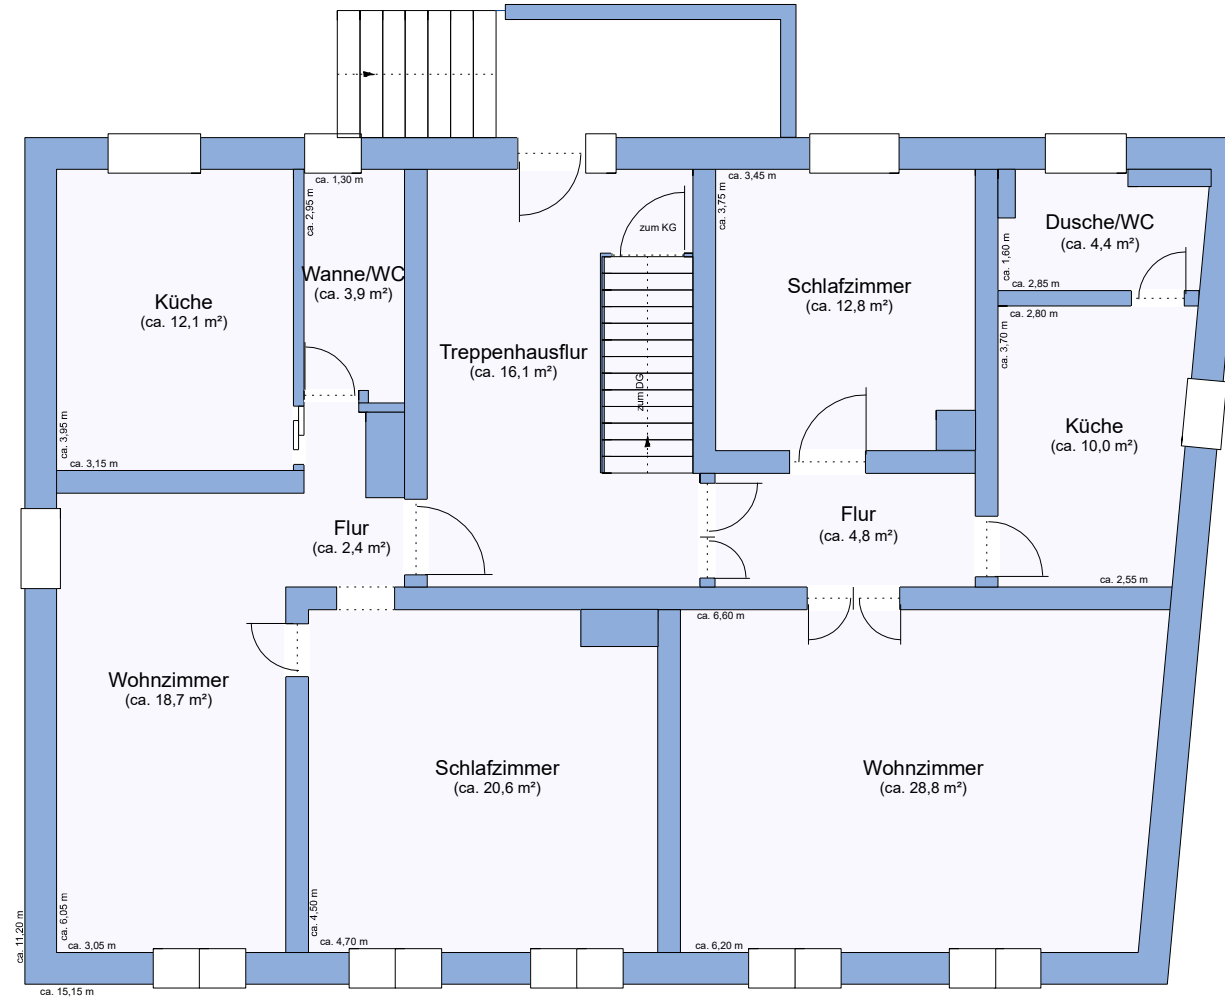 ca. 1,30 m
ca. 2,95 m
Wanne/WC
(ca. 3,9 m²)
Küche
(ca. 12,1 m²)
ca. 3,95 m
ca. 3,15 m
Treppenhausflur
(ca. 16,1 m²)
zum KG
zum DG
ca. 3,45 m
ca. 3,75 m
Schlafzimmer
(ca. 12,8 m²)
Dusche/WC
(ca. 4,4 m²)
ca. 1,60 m
ca. 2,85 m
ca. 2,80 m
ca. 3,70 m
Küche
(ca. 10,0 m²)
ca. 2,55 m
Flur
(ca. 2,4 m²)
Flur
(ca. 4,8 m²)
Wohnzimmer
(ca. 18,7 m²)
ca. 6,05 m
ca. 3,05 m
Schlafzimmer
(ca. 20,6 m²)
ca. 4,50 m
ca. 4,70 m
ca. 6,60 m
Wohnzimmer
(ca. 28,8 m²)
ca. 6,20 m
ca. 11,20 m
ca. 15,15 m